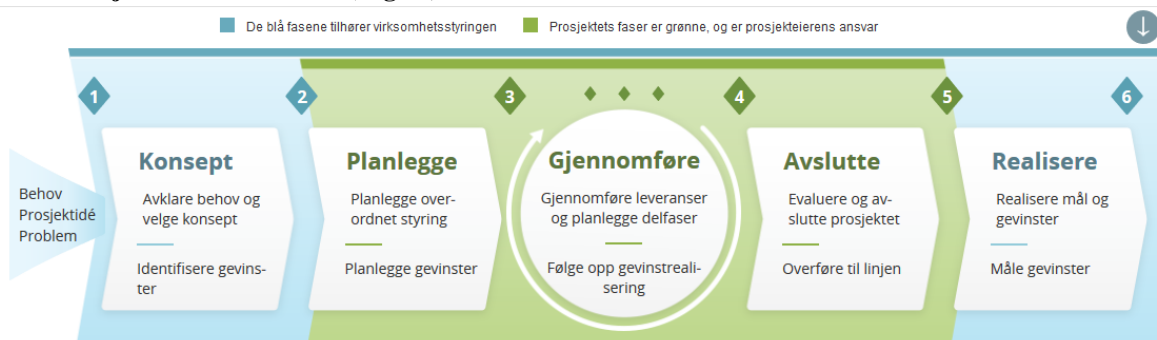 De blå fasene tilhører virksomhetsstyringen
Prosjektets faser er grønne, og er prosjekteierens ansvar
1
2
3
4
5
6
Behov
Prosjektidé
Problem
Konsept
Avklare behov og
velge konsept
Identifisere gevins-
ter
Planlegge
Planlegge over-
ordnet styring
Planlegge gevinster
Gjennomføre
Gjennomføre leveranser
og planlegge delfaser
Følge opp gevinstreali-
sering
Avslutte
Evaluere og av-
slutte prosjektet
Overføre til linjen
Realisere
Realisere mål og
gevinster
Måle gevinster